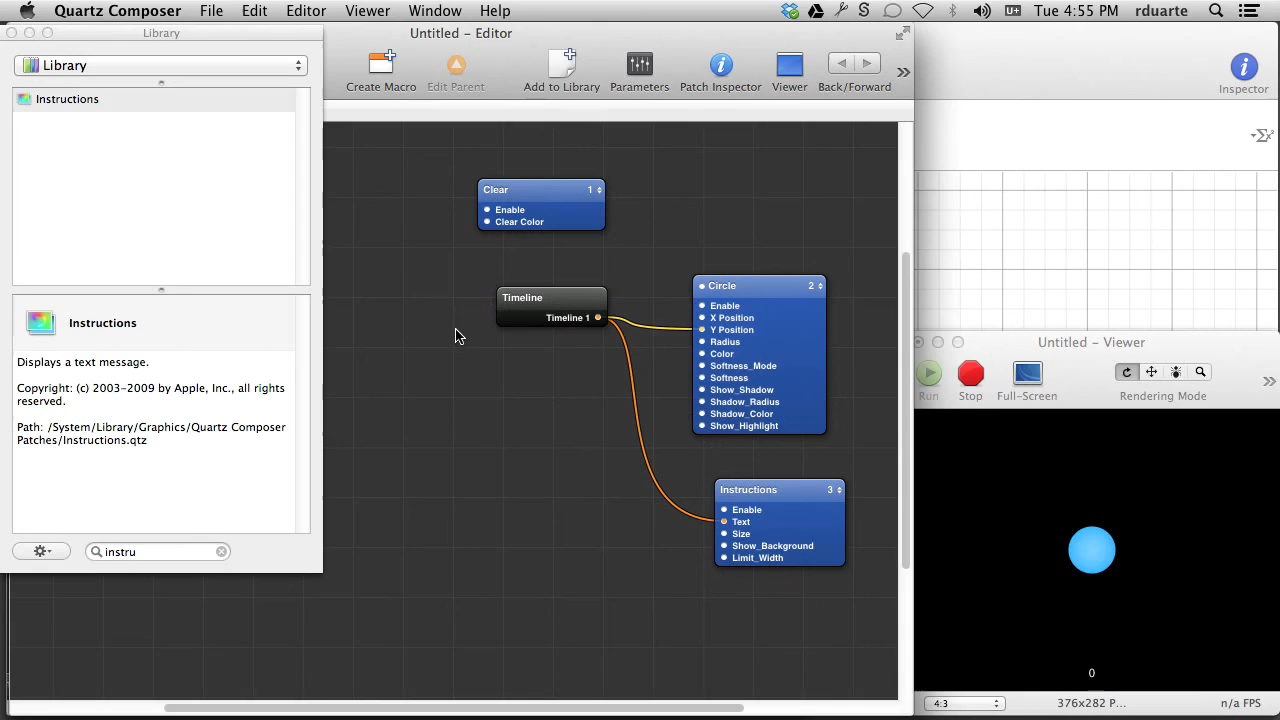 Quartz Composer File Edit Editor Viewer Window Help Tue 4:55 PM rduarte
Library
Library
Instructions
Instructions
Displays a text message.
Copyright: (c) 2003-2009 by Apple, Inc., all rights
reserved.
Path: /System/Library/Graphics/Quartz Composer
Patches/Instructions.qtz
instru
Untitled - Editor
Create Macro Edit Parent Add to Library Parameters Patch Inspector Viewer Back/Forward
Clear 1
Enable
Clear Color
Timeline
Timeline 1
Circle 2
Enable
X Position
Y Position
Radius
Color
Softness_Mode
Softness
Show_Shadow
Shadow_Radius
Shadow_Color
Show_Highlight
Instructions 3
Enable
Text
Size
Show_Background
Limit_Width
Inspector
Untitled - Viewer
Run Stop Full-Screen Rendering Mode
0
4:3 376x282 P... n/a FPS